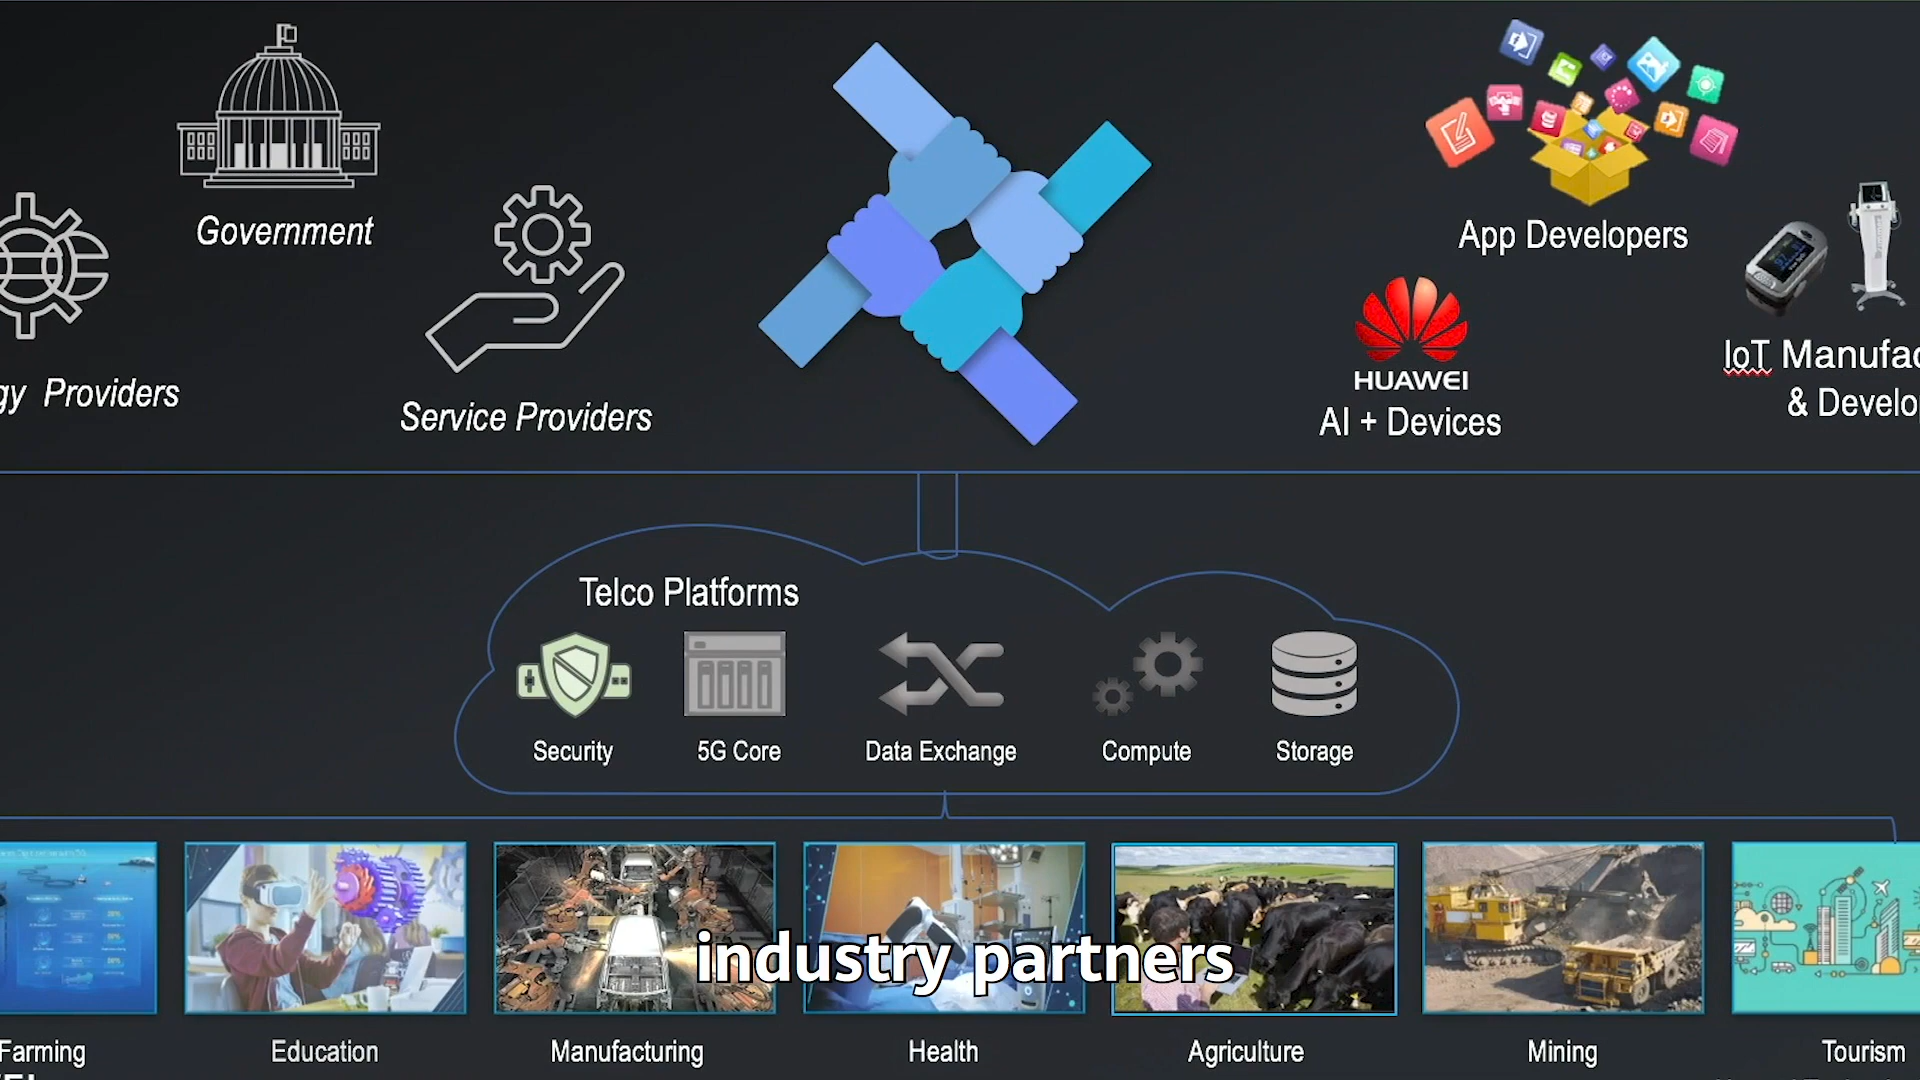 Government
App Developers
gy Providers
Service Providers
HUAWEI
AI + Devices
IoT Manufac
& Develo
Telco Platforms
Security
5G Core
Data Exchange
Compute
Storage
industry partners
Farming
Education
Manufacturing
Health
Agriculture
Mining
Tourism